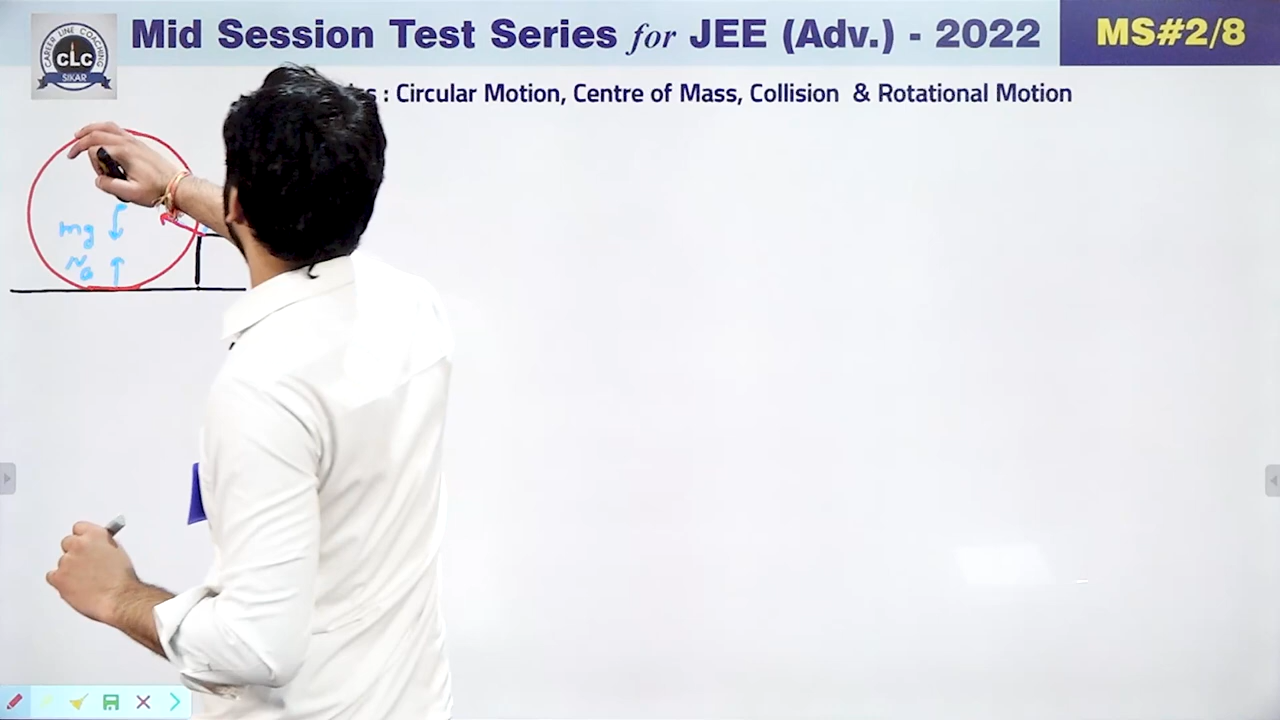 Mid Session Test Series for JEE (Adv.) - 2022
MS#2/8
CAREER LINE COACHING
CLC
SIKAR
: Circular Motion, Centre of Mass, Collision & Rotational Motion
mg